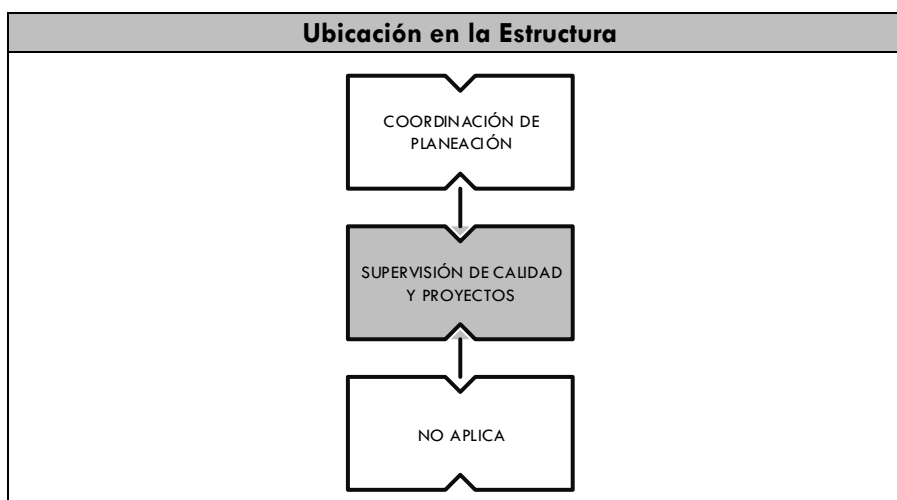 Ubicación en la Estructura
COORDINACIÓN DE
PLANEACIÓN
SUPERVISIÓN DE CALIDAD
Y PROYECTOS
NO APLICA